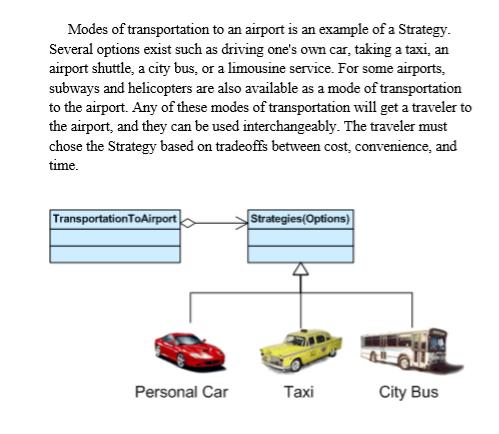 Modes of transportation to an airport is an example of a Strategy.
Several options exist such as driving one's own car, taking a taxi, an
airport shuttle, a city bus, or a limousine service. For some airports,
subways and helicopters are also available as a mode of transportation
to the airport. Any of these modes of transportation will get a traveler to
the airport, and they can be used interchangeably. The traveler must
chose the Strategy based on tradeoffs between cost, convenience, and
time.
TransportationToAirport
Strategies(Options)
Personal Car
Taxi
City Bus